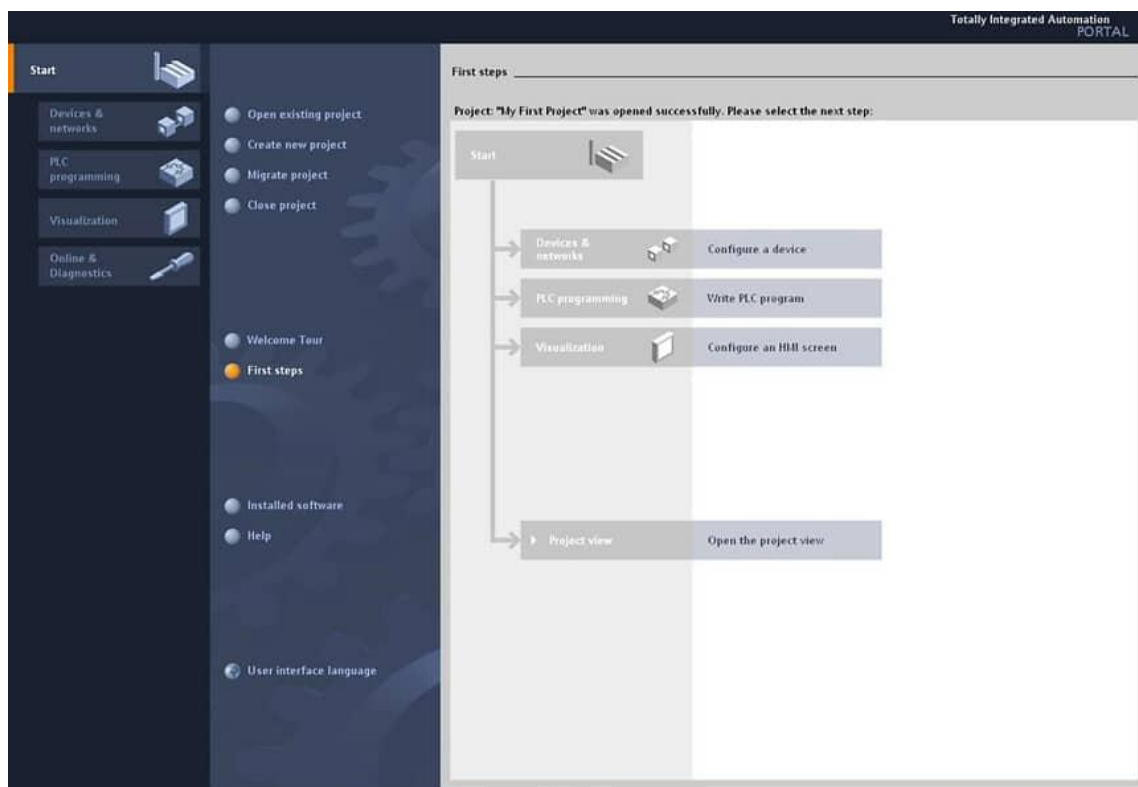 Totally Integrated Automation
PORTAL
Start
Devices &
networks
PLC
programming
Visualization
Online &
Diagnostics
Open existing project
Create new project
Migrate project
Close project
Welcome Tour
First steps
Installed software
Help
User interface language
First steps
Project: "My First Project" was opened successfully. Please select the next step:
Start
Devices &
networks
Configure a device
PLC programming
Write PLC program
Visualization
Configure an HMI screen
Project view
Open the project view